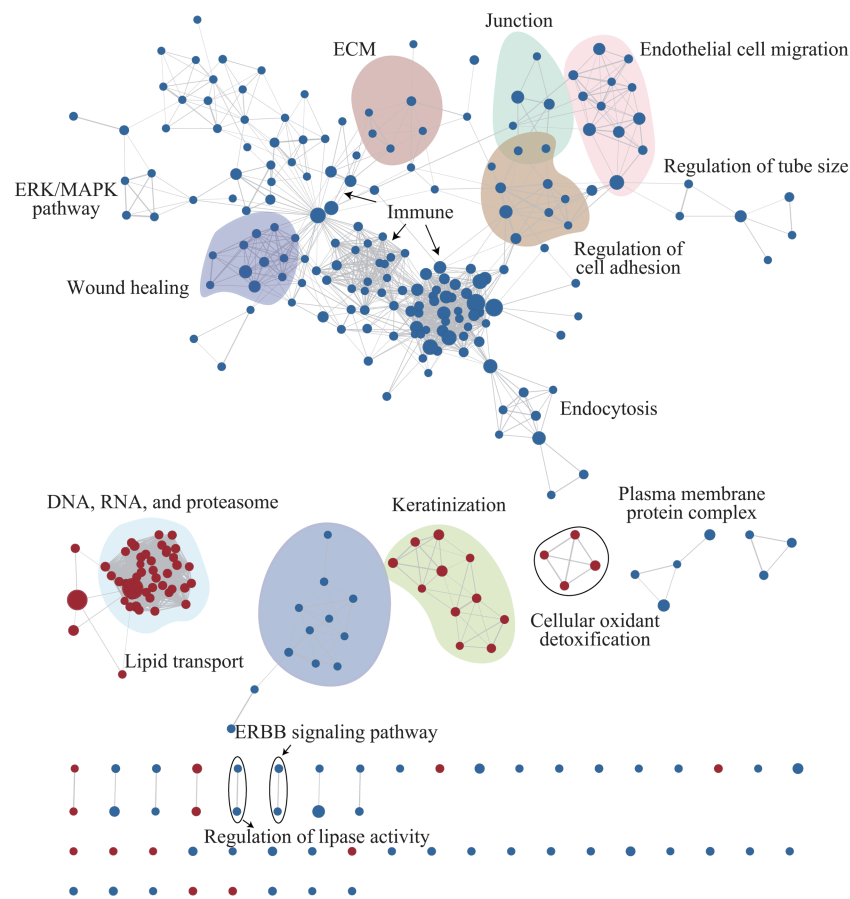 Junction
ECM
Endothelial cell migration
Regulation of tube size
ERK/MAPK
pathway
Immune
Regulation of
cell adhesion
Wound healing
Endocytosis
DNA, RNA, and proteasome
Keratinization
Plasma membrane
protein complex
Cellular oxidant
detoxification
Lipid transport
ERBB signaling pathway
Regulation of lipase activity